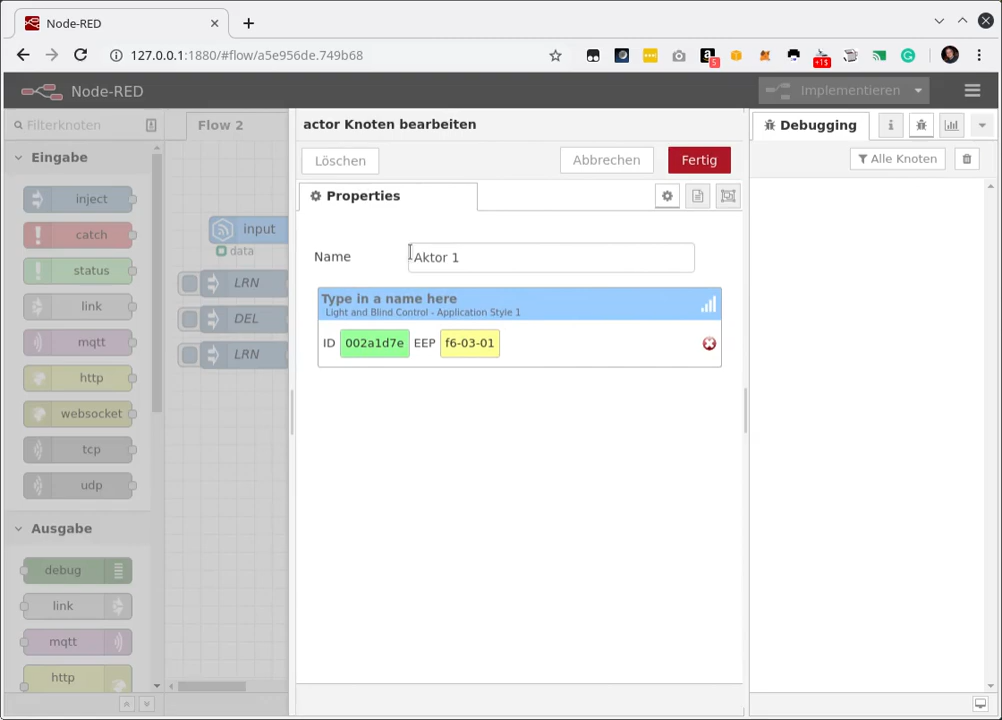 Node-RED
127.0.0.1:1880/#flow/a5e956de.749b68
5
+1$
Node-RED
Implementieren
Filterknoten
Flow 2
actor Knoten bearbeiten
Debugging
i
Löschen
Abbrechen
Fertig
Alle Knoten
Eingabe
Properties
inject
catch
status
link
mqtt
http
websocket
tcp
udp
input
data
LRN
DEL
LRN
Name
Aktor 1
Type in a name here
Light and Blind Control - Application Style 1
ID 002a1d7e EEP f6-03-01
Ausgabe
debug
link
mqtt
http